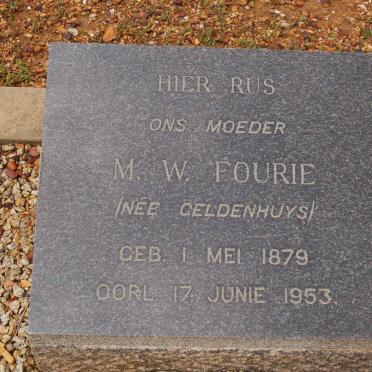 HIER RUS
ONS MOEDER
M. W. FOURIE
/NÉE GELDENHUYS/
GEB. 1 MEI 1879
OORL. 17 JUNIE 1953.